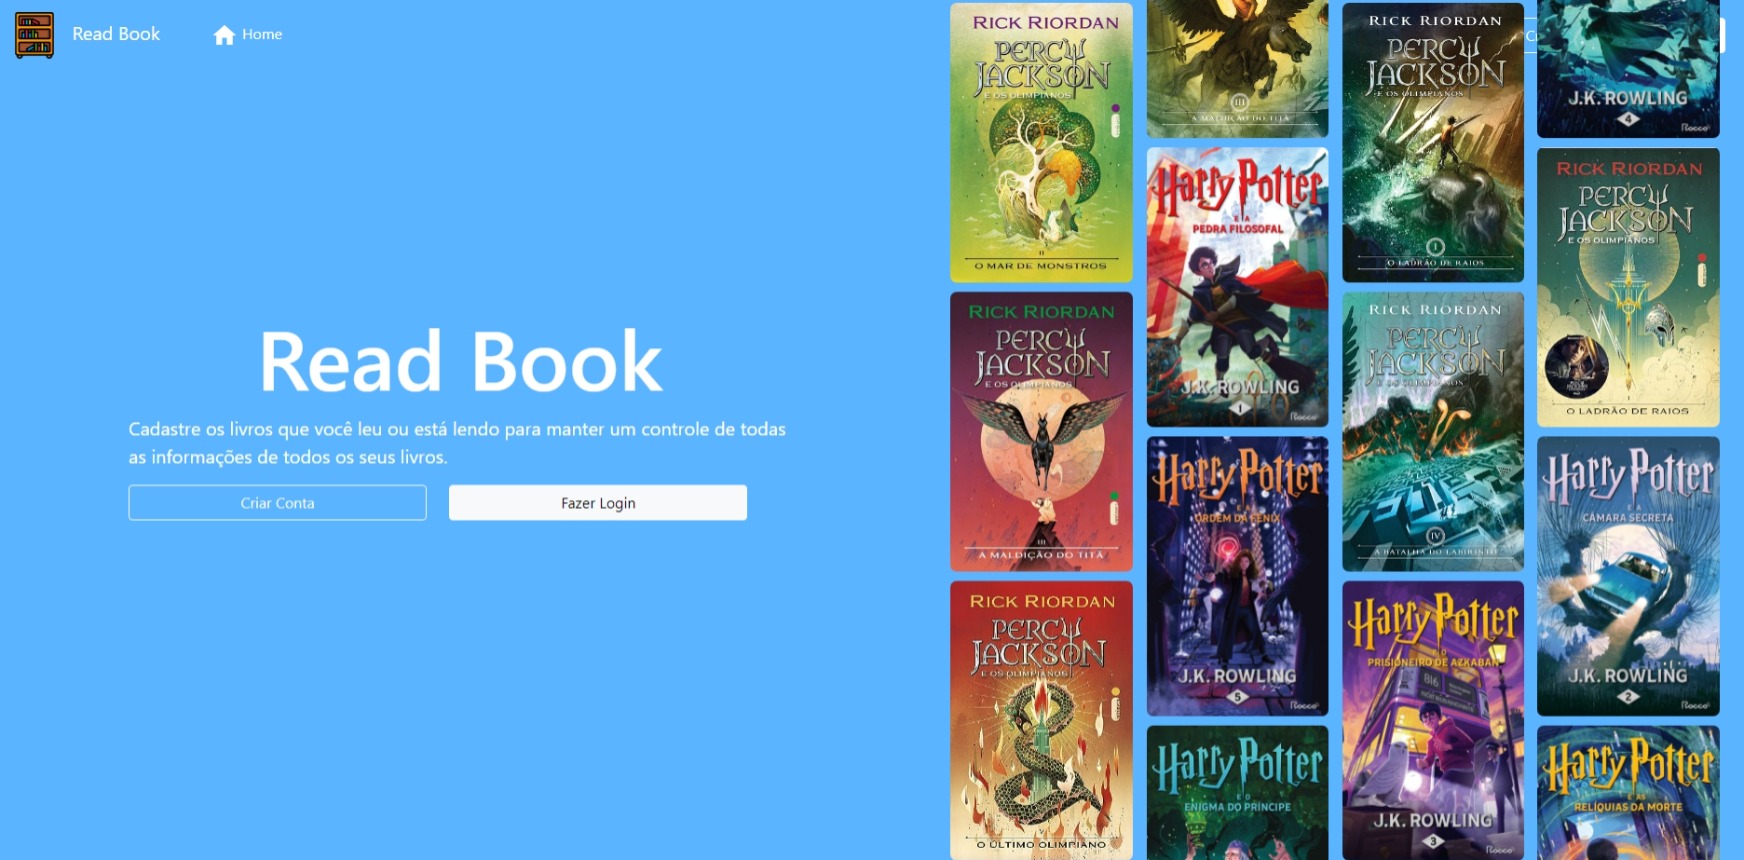 Read Book
Home
Read Book
Cadastre os livros que você leu ou está lendo para manter um controle de todas
as informações de todos os seus livros.
Criar Conta
Fazer Login
RICK RIORDAN
PERCY
JACKSON
E OS OLIMPIANOS
II
O MAR DE MONSTROS
RICK RIORDAN
PERCY
JACKSON
E OS OLIMPIANOS
III
A MALDIÇÃO DO TITÃ
RICK RIORDAN
PERCY
JACKSON
E OS OLIMPIANOS
O ÚLTIMO OLIMPIANO
III
A MALDIÇÃO DO TITÃ
Harry Potter
E A
PEDRA FILOSOFAL
J.K. ROWLING
1
Rocco
Harry Potter
E A
ORDEM DA FÊNIX
J.K. ROWLING
5
Rocco
Harry Potter
E O
ENIGMA DO PRÍNCIPE
RICK RIORDAN
PERCY
JACKSON
E OS OLIMPIANOS
I
O LADRÃO DE RAIOS
RICK RIORDAN
PERCY
JACKSON
E OS OLIMPIANOS
IV
A BATALHA DO LABIRINTO
Harry Potter
E O
PRISIONEIRO DE AZKABAN
816
J.K. ROWLING
3
Rocco
J.K. ROWLING
4
Rocco
RICK RIORDAN
PERCY
JACKSON
E OS OLIMPIANOS
I
O LADRÃO DE RAIOS
Harry Potter
E A
CÂMARA SECRETA
J.K. ROWLING
2
Rocco
Harry Potter
E AS
RELÍQUIAS DA MORTE